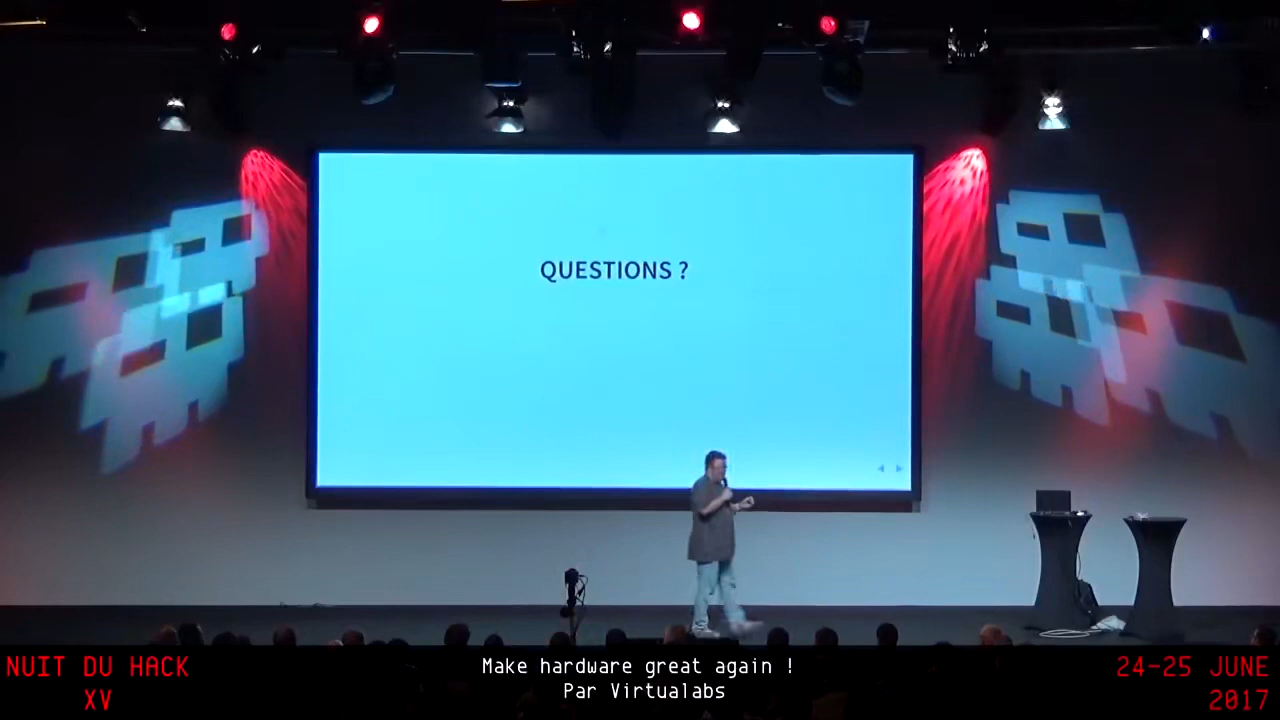 QUESTIONS ?
NUIT DU HACK
XV
Make hardware great again !
Par Virtualabs
24-25 JUNE
2017